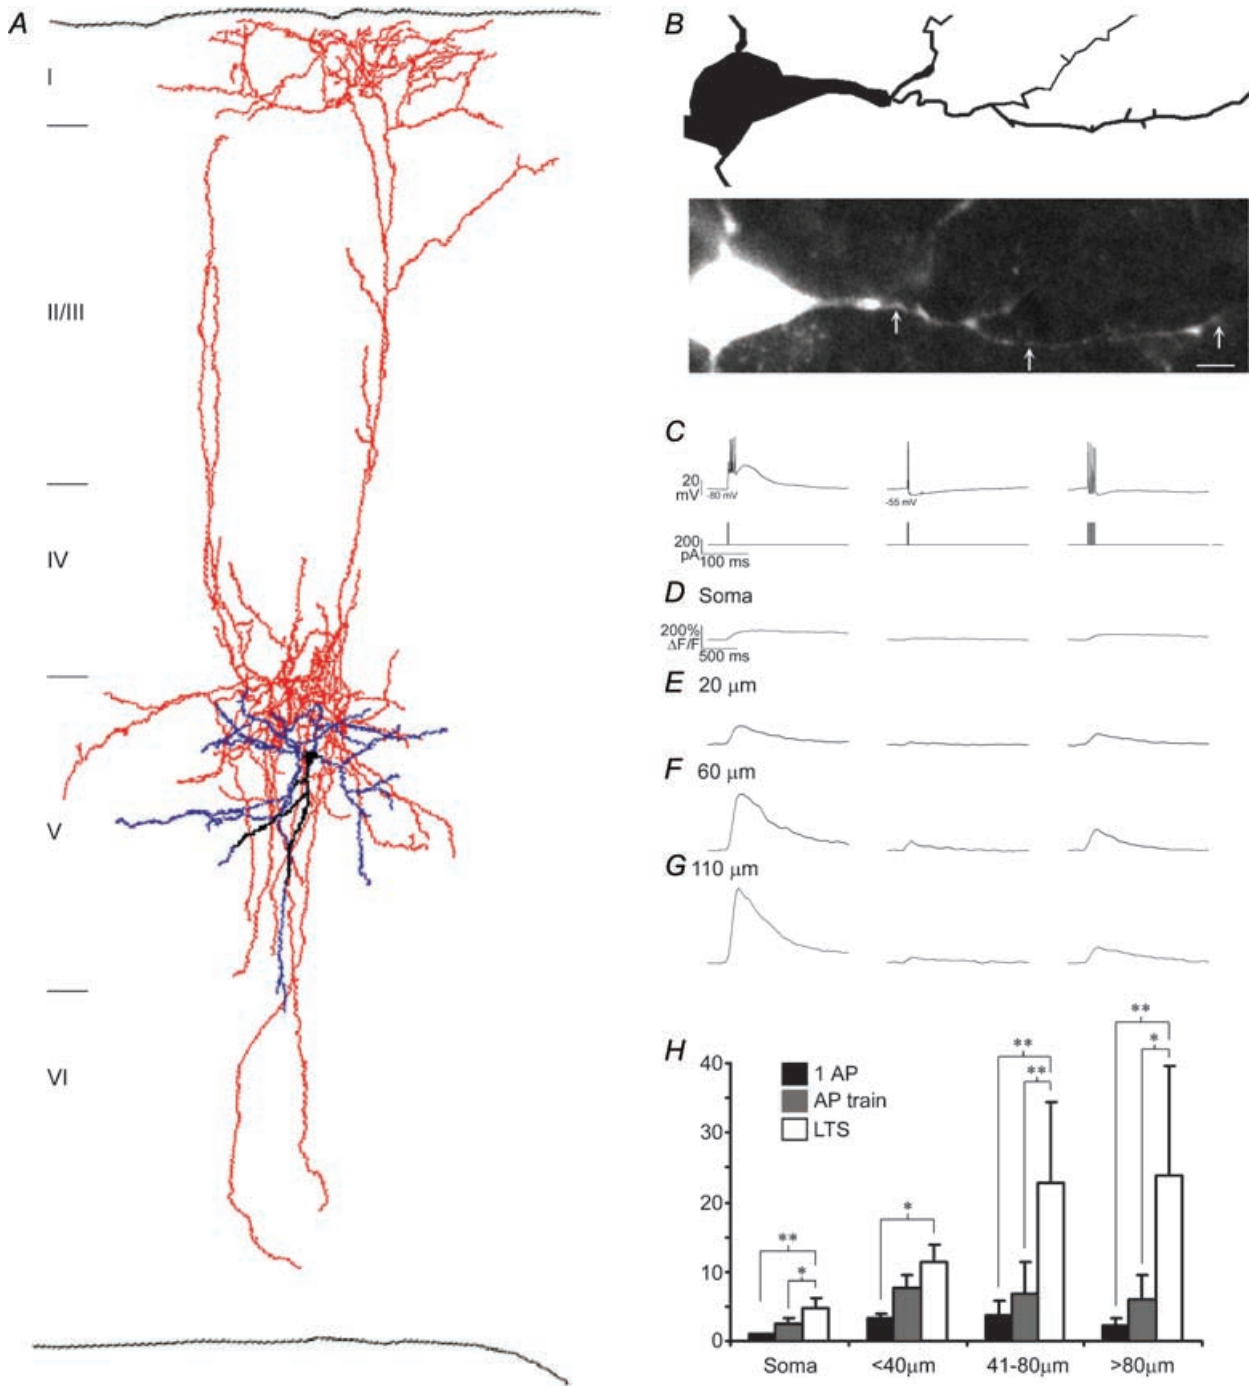 A
I
II/III
IV
V
VI
B
C
20
mV
-80 mV
-55 mV
200
pA
100 ms
D Soma
200%
ΔF/F
500 ms
E 20 μm
F 60 μm
G 110 μm
H
40
30
20
10
0
1 AP
AP train
LTS
**
*
*
**
**
**
*
Soma
<40μm
41-80μm
>80μm